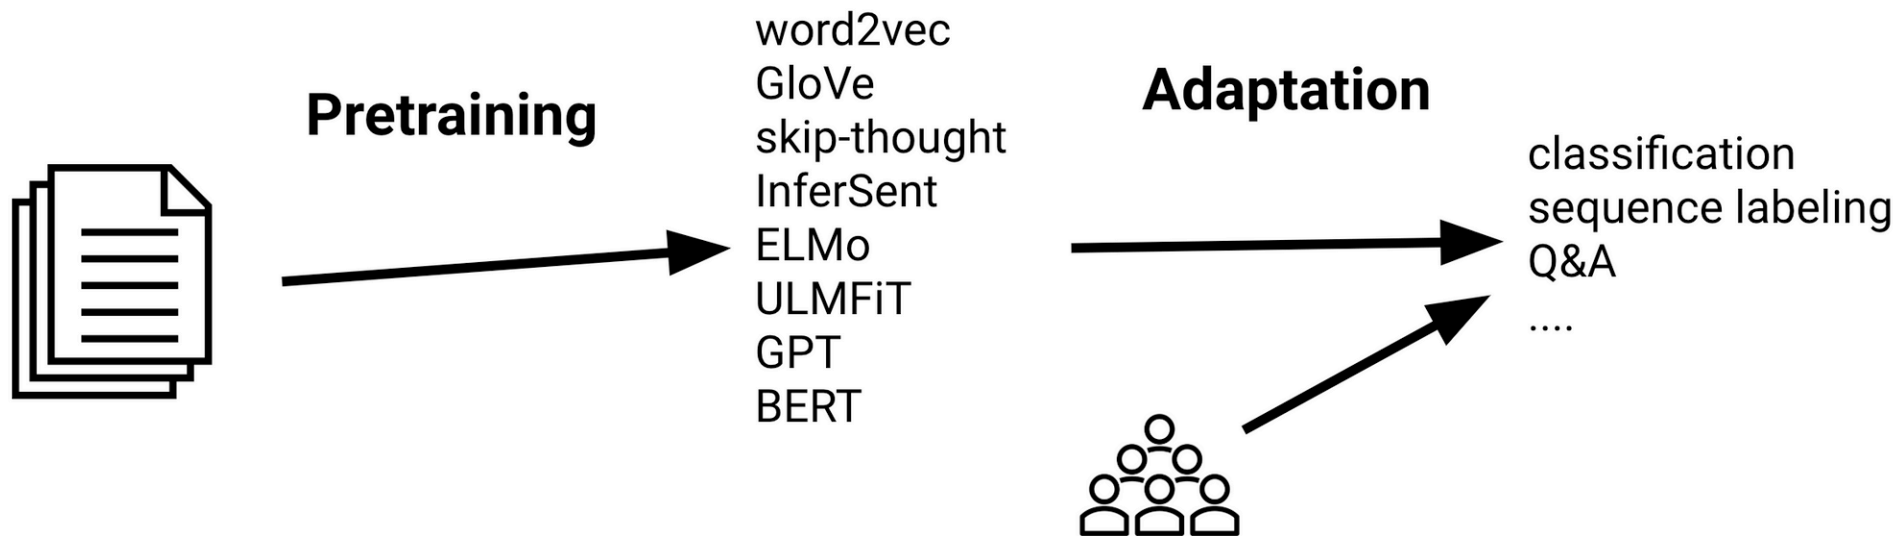 Pretraining
word2vec
GloVe
skip-thought
InferSent
ELMo
ULMFiT
GPT
BERT
Adaptation
classification
sequence labeling
Q&A
....